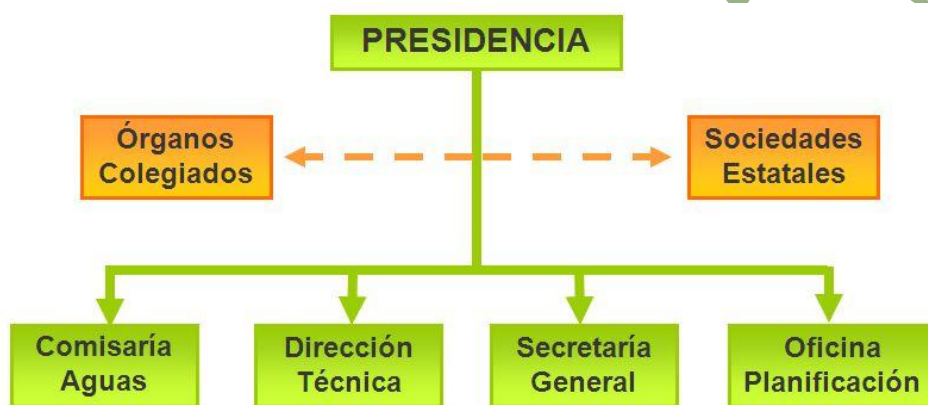 PRESIDENCIA
Órganos
Colegiados
Sociedades
Estatales
Comisaría
Aguas
Dirección
Técnica
Secretaría
General
Oficina
Planificación